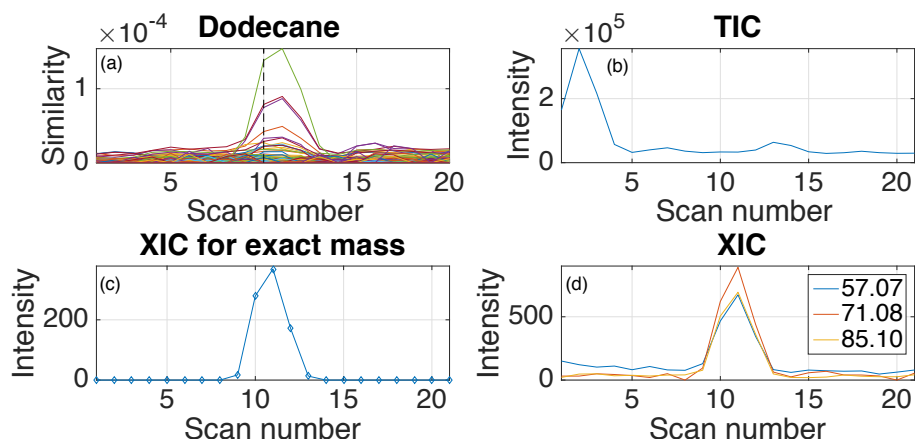 Dodecane
×10-4
(a)
1
0
5
10
15
20
Similarity
Scan number
TIC
×105
(b)
2
0
5
10
15
20
Intensity
Scan number
XIC for exact mass
(c)
200
0
5
10
15
20
Intensity
Scan number
XIC
(d)
500
0
5
10
15
20
57.07
71.08
85.10
Intensity
Scan number